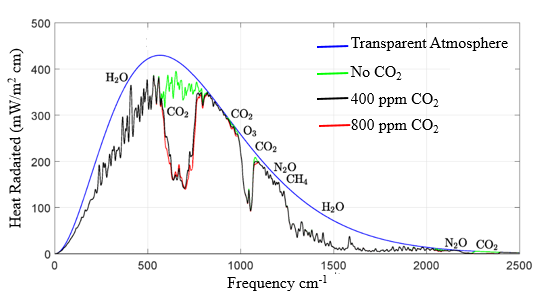 500
400
300
200
100
0
Heat Radaited (mW/m² cm)
H₂O
CO₂
CO₂
O₃
CO₂
N₂O
CH₄
H₂O
N₂O CO₂
Transparent Atmosphere
No CO₂
400 ppm CO₂
800 ppm CO₂
0 500 1000 1500 2000 2500
Frequency cm⁻¹